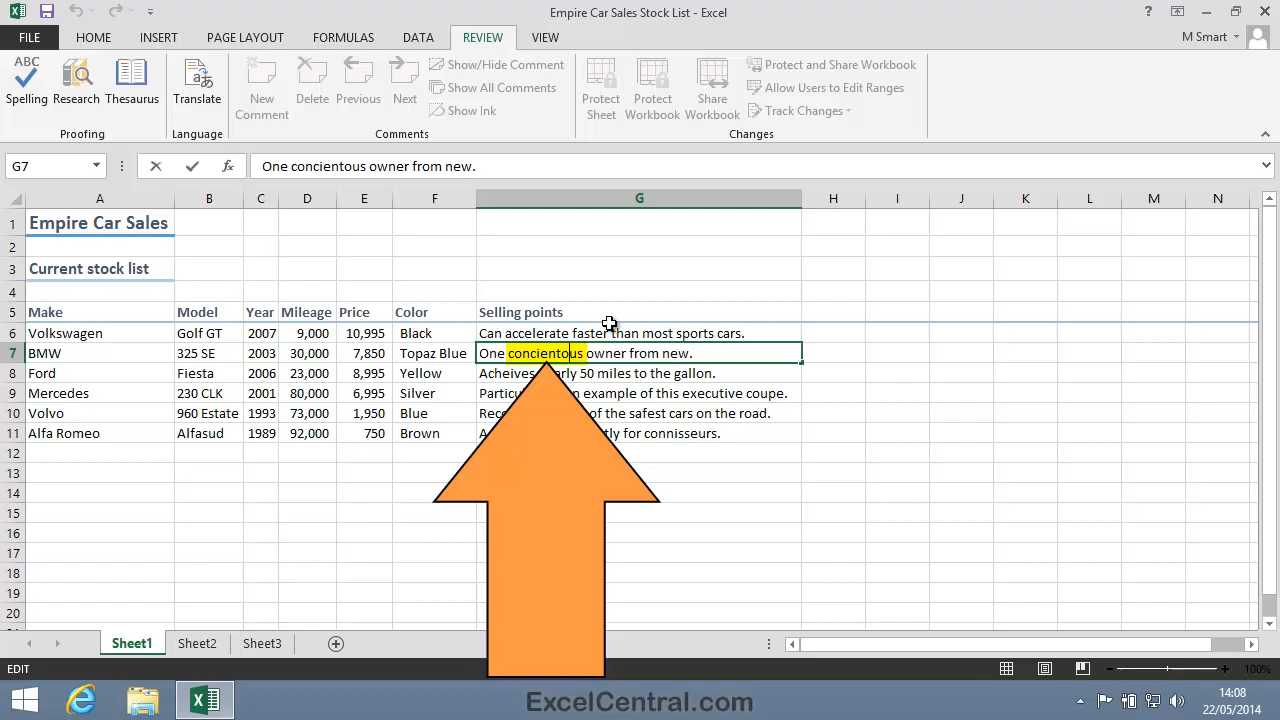 Empire Car Sales Stock List - Excel
FILE HOME INSERT PAGE LAYOUT FORMULAS DATA REVIEW VIEW M Smart
ABC
Spelling Research Thesaurus
Proofing
Translate
Language
New Comment Delete Previous Next
Show/Hide Comment
Show All Comments
Show Ink
Comments
Protect Sheet Protect Workbook Share Workbook
Protect and Share Workbook
Allow Users to Edit Ranges
Track Changes
Changes
G7 fx One concientous owner from new.
A B C D E F G H I J K L M N
1 Empire Car Sales
2
3 Current stock list
4
5 Make Model Year Mileage Price Color Selling points
6 Volkswagen Golf GT 2007 9,000 10,995 Black Can accelerate faster than most sports cars.
7 BMW 325 SE 2003 30,000 7,850 Topaz Blue One concientous owner from new.
8 Ford Fiesta 2006 23,000 8,995 Yellow Acheives 50 miles to the gallon.
9 Mercedes 230 CLK 2001 80,000 6,995 Silver example of this executive coupe.
10 Volvo 960 Estate 1993 73,000 1,950 Blue of the safest cars on the road.
11 Alfa Romeo Alfasud 1989 92,000 750 Brown for connisseurs.
12
13
14
15
16
17
18
19
20
Sheet1 Sheet2 Sheet3
EDIT 100%
ExcelCentral.com
14:08
22/05/2014